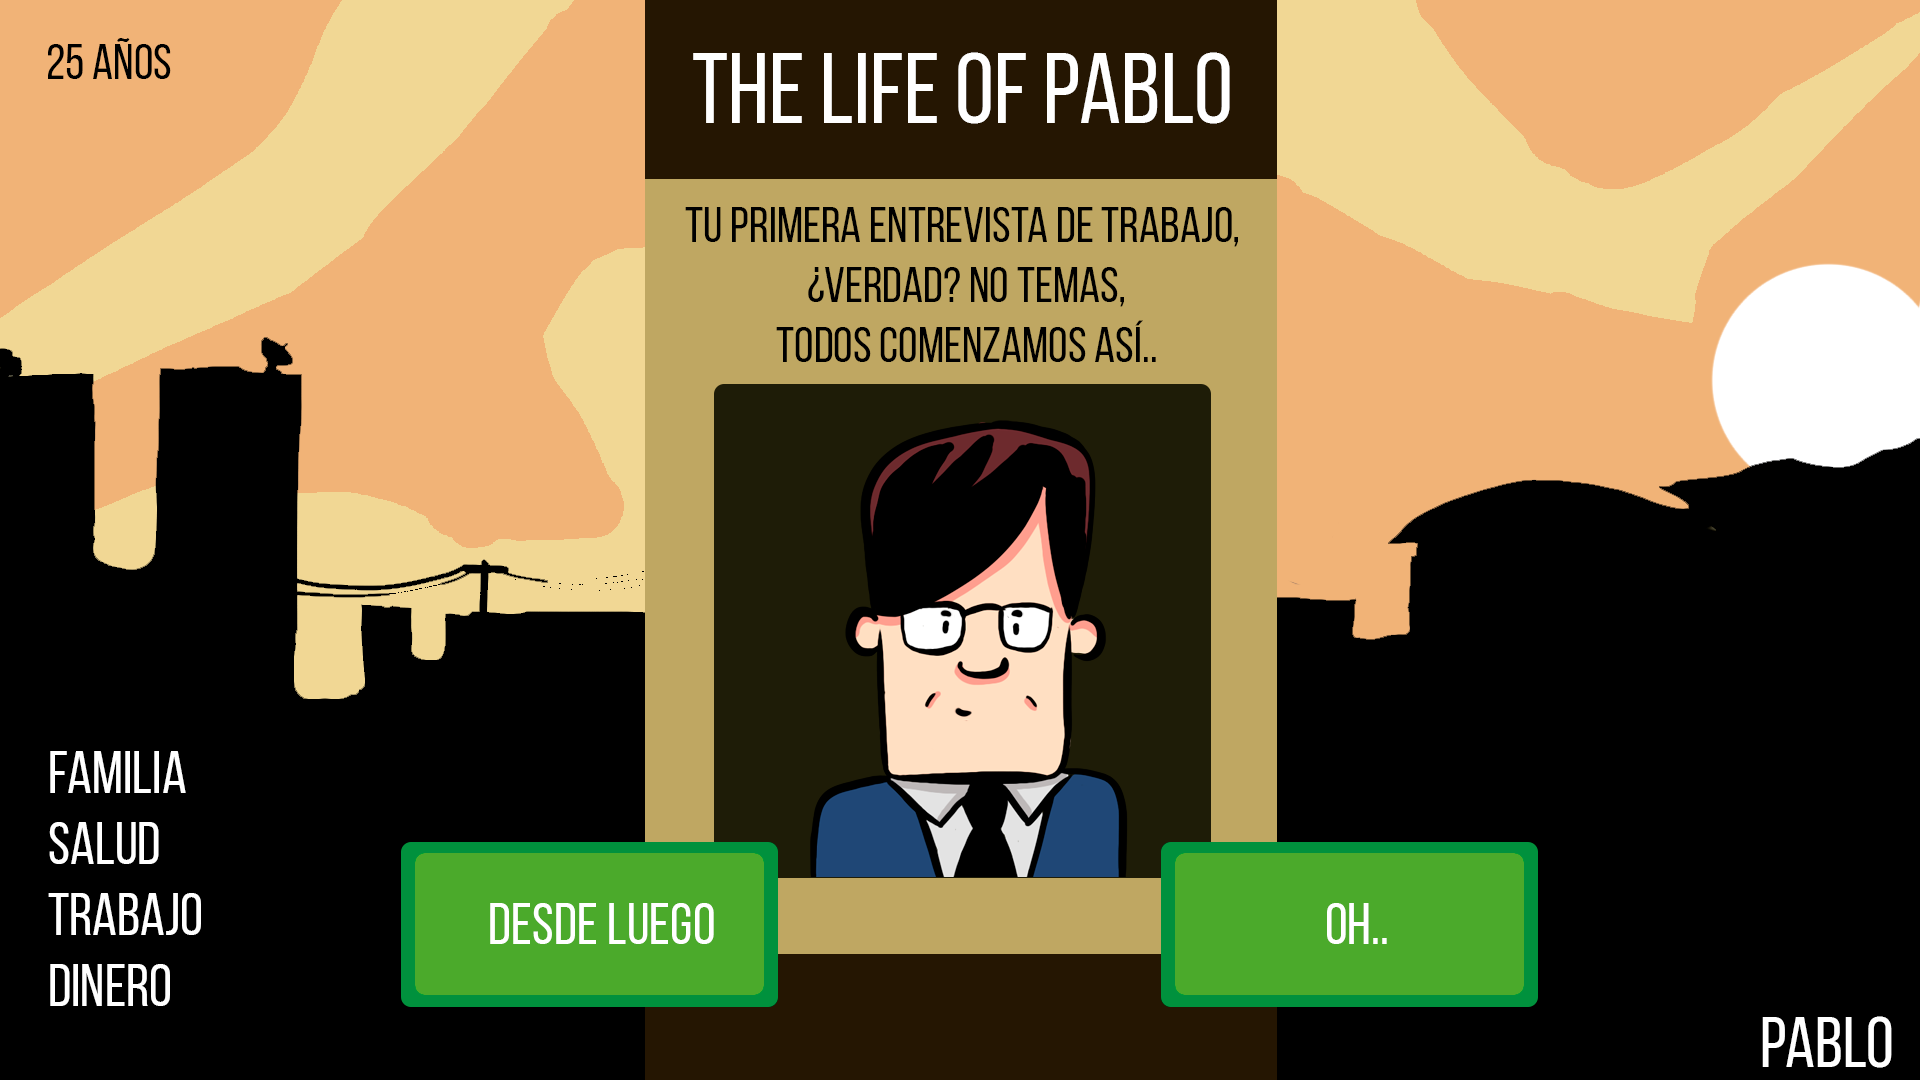 25 AÑOS
THE LIFE OF PABLO
TU PRIMERA ENTREVISTA DE TRABAJO,
¿VERDAD? NO TEMAS,
TODOS COMENZAMOS ASÍ..
FAMILIA
SALUD
TRABAJO
DINERO
DESDE LUEGO
OH..
PABLO